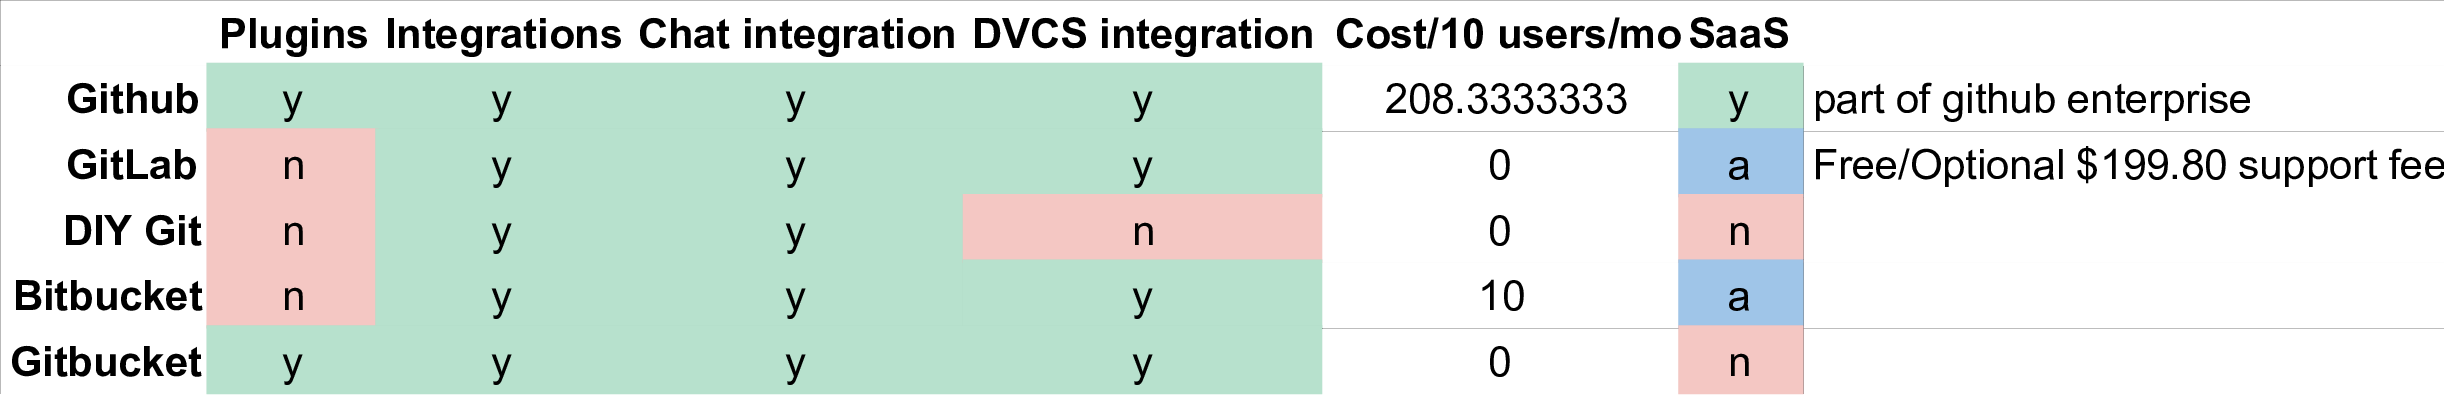 Plugins Integrations Chat integration DVCS integration Cost/10 users/mo SaaS
Github y y y y 208.3333333 y part of github enterprise
GitLab n y y y 0 a Free/Optional $199.80 support fee
DIY Git n y y n 0 n
Bitbucket n y y y 10 a
Gitbucket y y y y 0 n